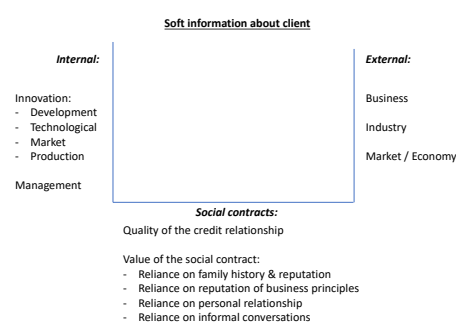 Soft information about client
Internal:
External:
Innovation:
- Development
- Technological
- Market
- Production
Management
Business
Industry
Market / Economy
Social contracts:
Quality of the credit relationship
Value of the social contract:
- Reliance on family history & reputation
- Reliance on reputation of business principles
- Reliance on personal relationship
- Reliance on informal conversations